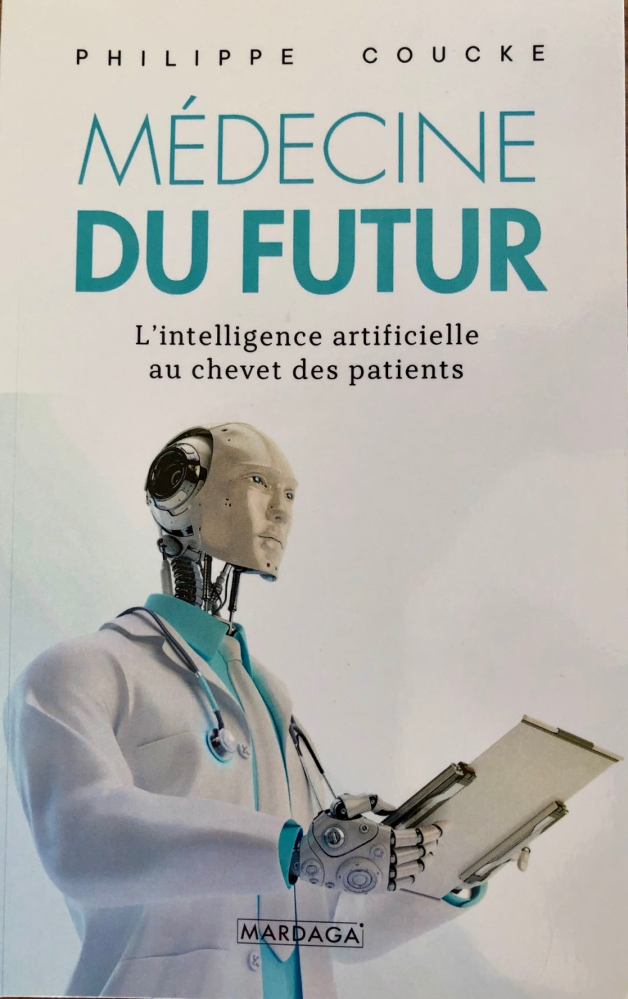 PHILIPPE COUCKE
MÉDECINE
DU FUTUR
L’intelligence artificielle
au chevet des patients
MARDAGA